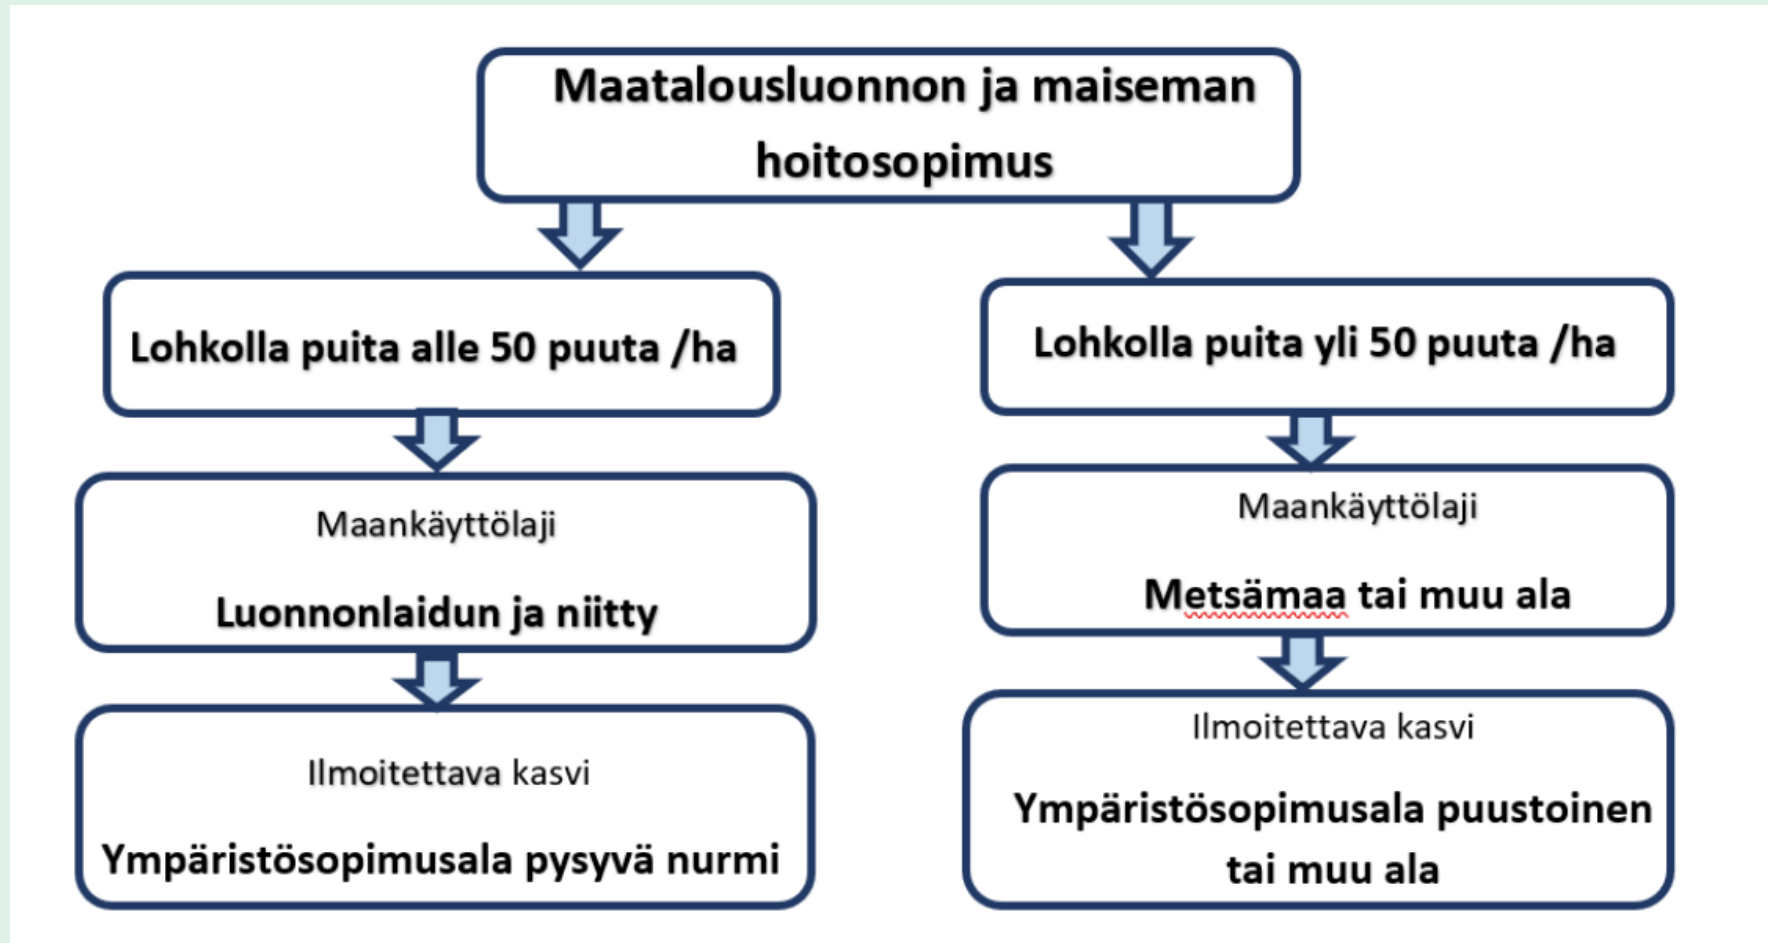 Maatalousluonnon ja maiseman
hoitosopimus
Lohkolla puita alle 50 puuta /ha
Maankäyttölaji
Luonnonlaidun ja niitty
Ilmoitettava kasvi
Ympäristösopimusala pysyvä nurmi
Lohkolla puita yli 50 puuta /ha
Maankäyttölaji
Metsämaa tai muu ala
Ilmoitettava kasvi
Ympäristösopimusala puustoinen
tai muu ala